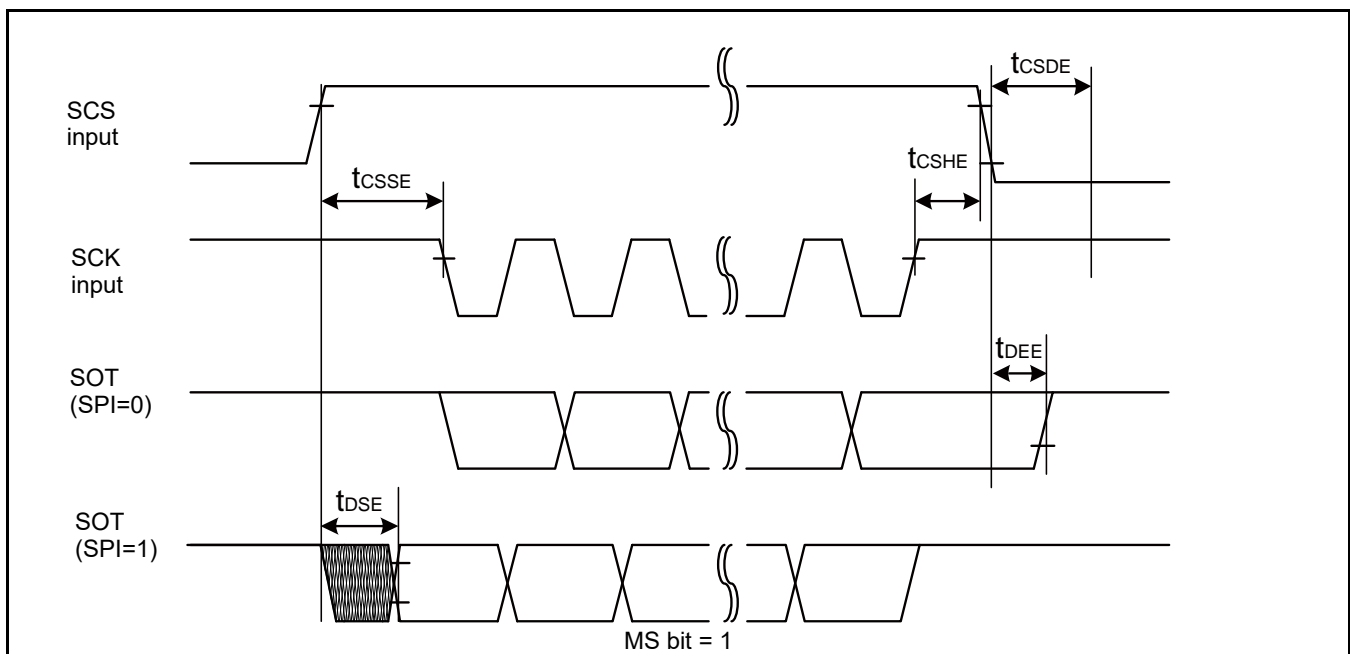 tCSDE
SCS
input
tCSHE
tCSSE
SCK
input
tDEE
SOT
(SPI=0)
tDSE
SOT
(SPI=1)
MS bit = 1